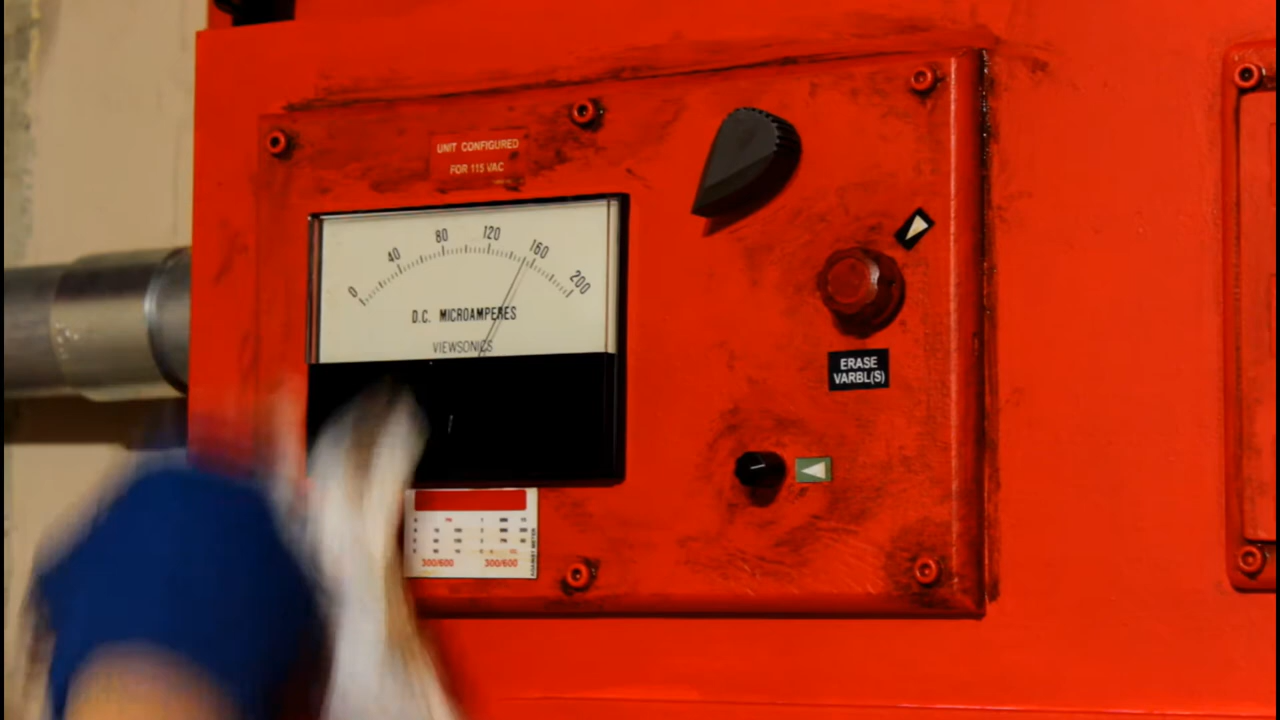 UNIT CONFIGURED
FOR 115 VAC
0 40 80 120 160 200
D.C. MICROAMPERES
VIEWSONICS
ERASE
VARBL(S)
300/600 300/600